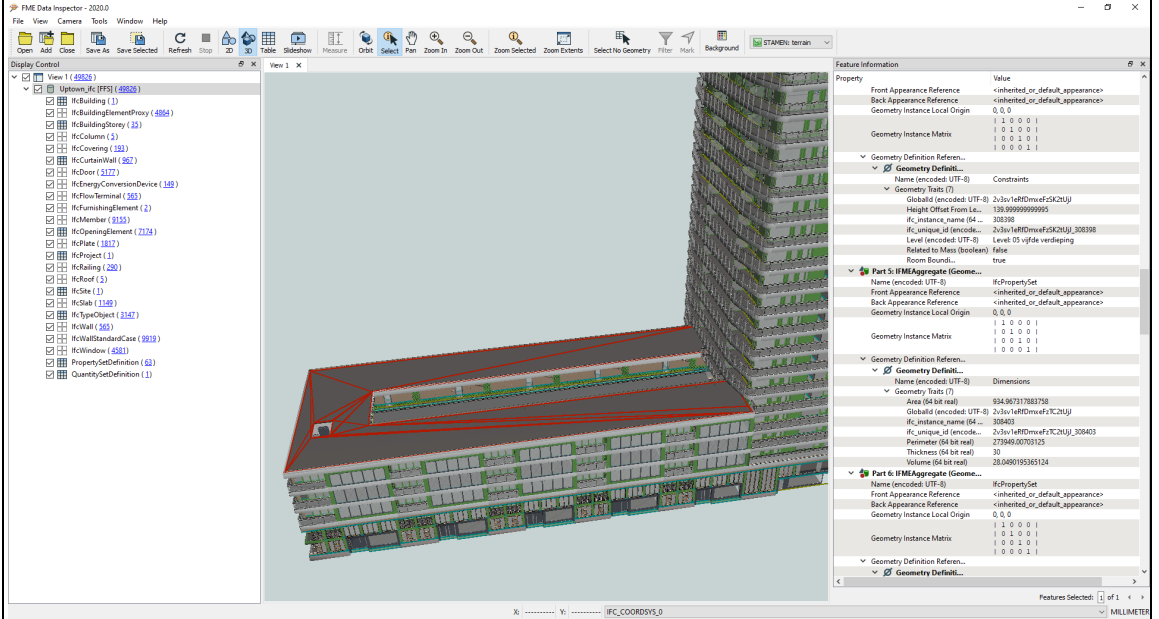 FME Data Inspector - 2020.0
File View Camera Tools Window Help
Open Add Close Save As Save Selected Refresh Stop 2D 3D Table Slideshow Measure Orbit Select Pan Zoom In Zoom Out Zoom Selected Zoom Extents Select No Geometry Filter Mark Background STAMEN: terrain
Display Control
View 1 (49826)
Uptown_ifc [FFS] (49826)
IfcBuilding (1)
IfcBuildingElementProxy (4864)
IfcBuildingStorey (35)
IfcColumn (5)
IfcCovering (193)
IfcCurtainWall (967)
IfcDoor (5177)
IfcEnergyConversionDevice (149)
IfcFlowTerminal (565)
IfcFurnishingElement (2)
IfcMember (9155)
IfcOpeningElement (7174)
IfcPlate (1817)
IfcProject (1)
IfcRailing (290)
IfcRoof (5)
IfcSite (1)
IfcSlab (1149)
IfcTypeObject (3147)
IfcWall (565)
IfcWallStandardCase (9919)
IfcWindow (4581)
PropertySetDefinition (63)
QuantitySetDefinition (1)
View 1
Feature Information
Property Value
Front Appearance Reference <inherited_or_default_appearance>
Back Appearance Reference <inherited_or_default_appearance>
Geometry Instance Local Origin 0, 0, 0
| 1 0 0 0 |
| 0 1 0 0 |
Geometry Instance Matrix
| 0 0 1 0 |
| 0 0 0 1 |
Geometry Definition Referen...
Geometry Definiti...
Name (encoded: UTF-8) Constraints
Geometry Traits (7)
GlobalId (encoded: UTF-8) 2v3sv1eRfDmxeFzSK2tUjJ
Height Offset From Le... 139.999999999995
ifc_instance_name (64 ... 308398
ifc_unique_id (encode... 2v3sv1eRfDmxeFzSK2tUjJ_308398
Level (encoded: UTF-8) Level: 05 vijfde verdieping
Related to Mass (boolean) false
Room Boundi... true
Part 5: IFMEAggregate (Geome...
Name (encoded: UTF-8) IfcPropertySet
Front Appearance Reference <inherited_or_default_appearance>
Back Appearance Reference <inherited_or_default_appearance>
Geometry Instance Local Origin 0, 0, 0
| 1 0 0 0 |
| 0 1 0 0 |
Geometry Instance Matrix
| 0 0 1 0 |
| 0 0 0 1 |
Geometry Definition Referen...
Geometry Definiti...
Name (encoded: UTF-8) Dimensions
Geometry Traits (7)
Area (64 bit real) 934.967317883758
GlobalId (encoded: UTF-8) 2v3sv1eRfDmxeFzTC2tUjJ
ifc_instance_name (64 ... 308403
ifc_unique_id (encode... 2v3sv1eRfDmxeFzTC2tUjJ_308403
Perimeter (64 bit real) 273949.00703125
Thickness (64 bit real) 30
Volume (64 bit real) 28.0490195365124
Part 6: IFMEAggregate (Geome...
Name (encoded: UTF-8) IfcPropertySet
Front Appearance Reference <inherited_or_default_appearance>
Back Appearance Reference <inherited_or_default_appearance>
Geometry Instance Local Origin 0, 0, 0
| 1 0 0 0 |
| 0 1 0 0 |
Geometry Instance Matrix
| 0 0 1 0 |
| 0 0 0 1 |
Geometry Definition Referen...
Geometry Definiti...
Features Selected: 1 of 1
X: ---------- Y: ---------- IFC_COORDSYS_0 MILLIMETER